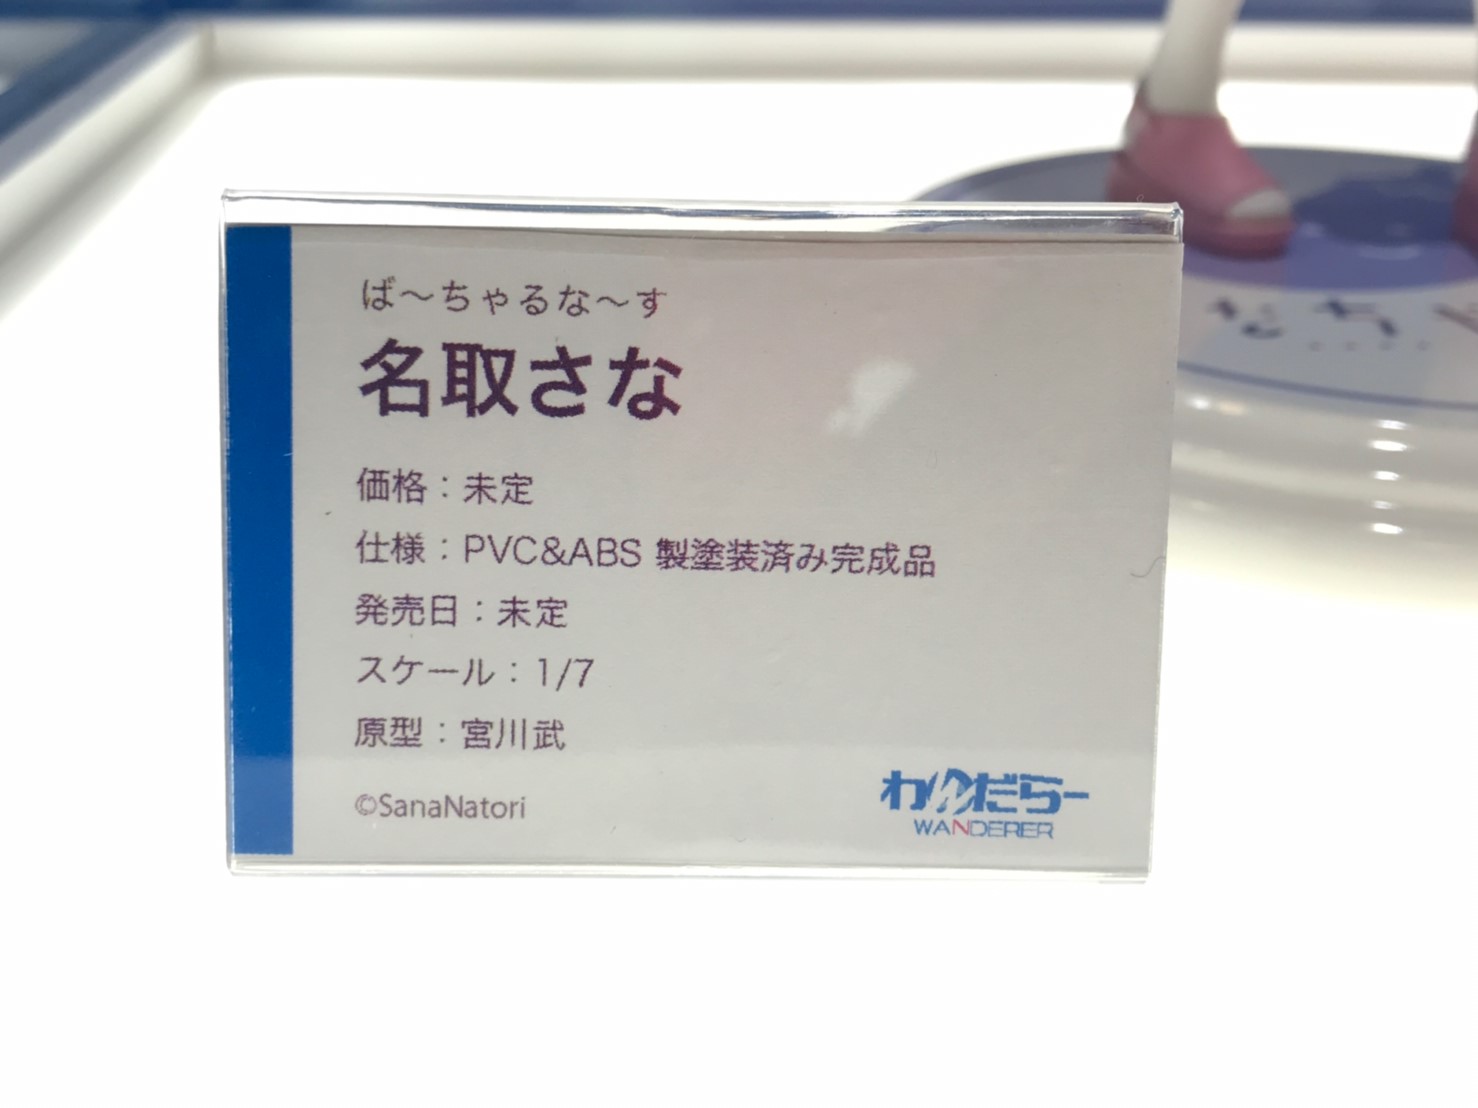 ば～ちゃるな～す
名取さな
価格：未定
仕様：PVC&ABS 製塗装済み完成品
発売日：未定
スケール：1/7
原型：宮川武
©SanaNatori
わんだらー
WANDERER